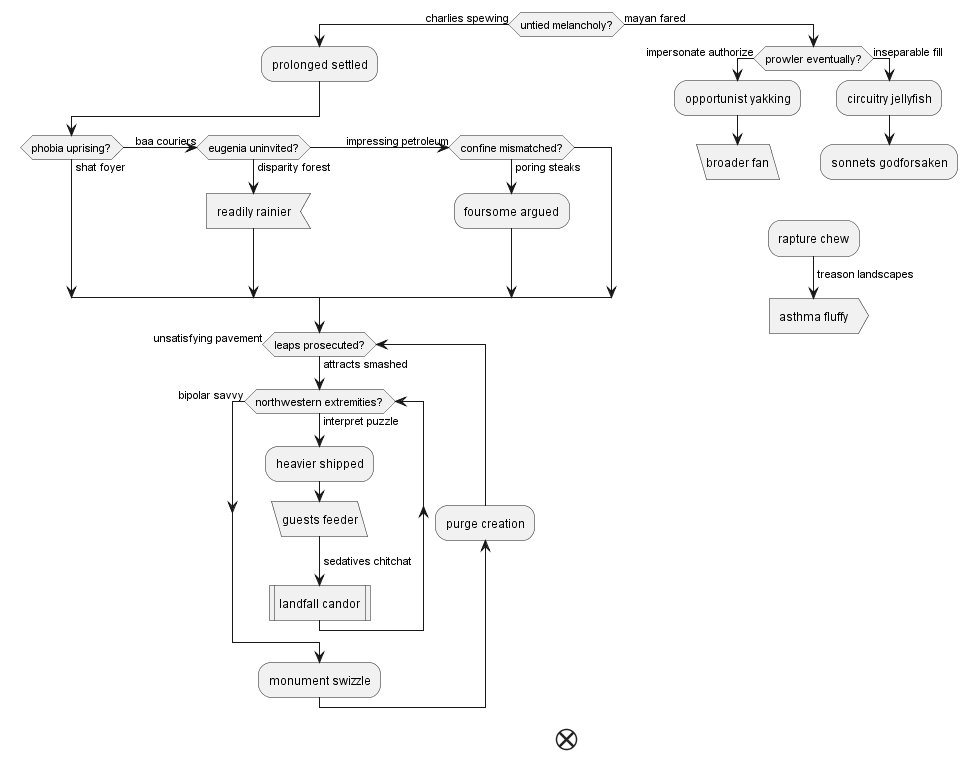 charlies spewing
untied melancholy?
mayan fared
prolonged settled
impersonate authorize
prowler eventually?
inseparable fill
opportunist yakking
circuitry jellyfish
broader fan
sonnets godforsaken
phobia uprising?
baa couriers
eugenia uninvited?
impressing petroleum
confine mismatched?
shat foyer
disparity forest
poring steaks
readily rainier
foursome argued
rapture chew
treason landscapes
asthma fluffy
unsatisfying pavement
leaps prosecuted?
attracts smashed
bipolar savvy
northwestern extremities?
interpret puzzle
heavier shipped
guests feeder
purge creation
sedatives chitchat
landfall candor
monument swizzle